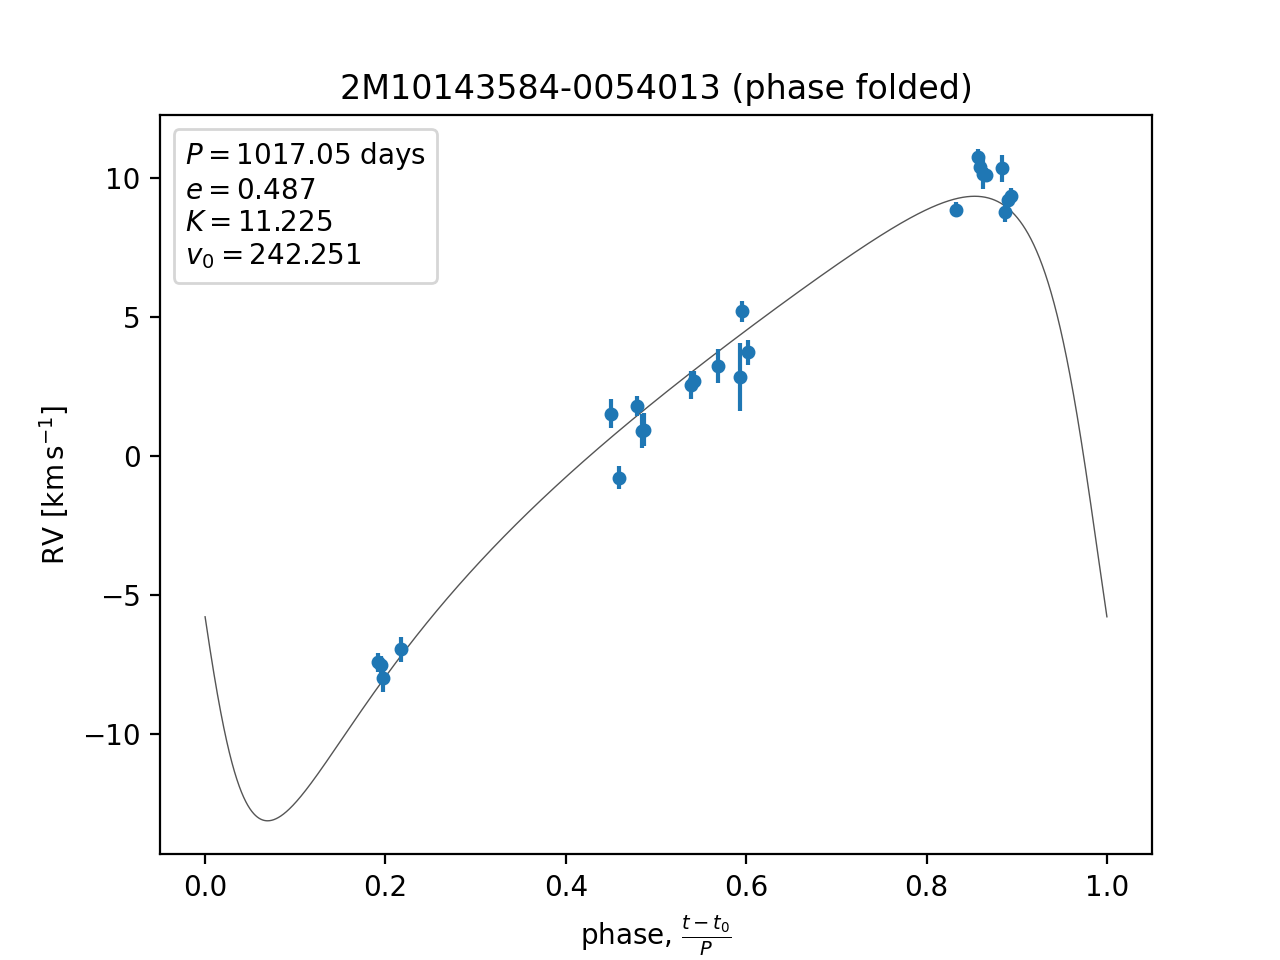 2M10143584-0054013 (phase folded)
P = 1017.05 days
e = 0.487
K = 11.225
v₀ = 242.251
10
5
0
−5
−10
RV [km s⁻¹]
0.0 0.2 0.4 0.6 0.8 1.0
phase, (t − t₀)/P